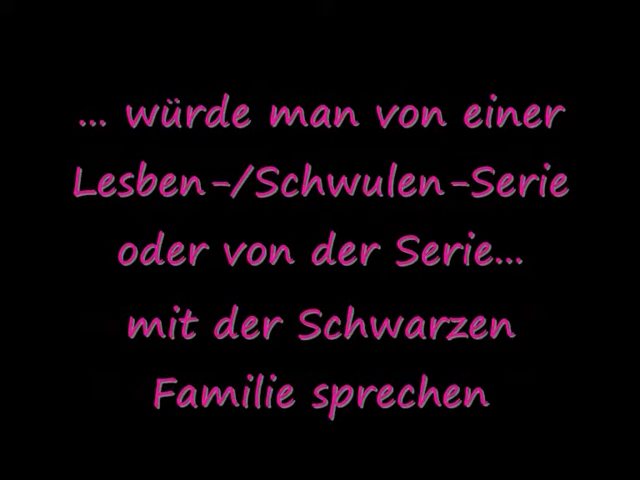 ... würde man von einer
Lesben-/Schwulen-Serie
oder von der Serie...
mit der Schwarzen
Familie sprechen